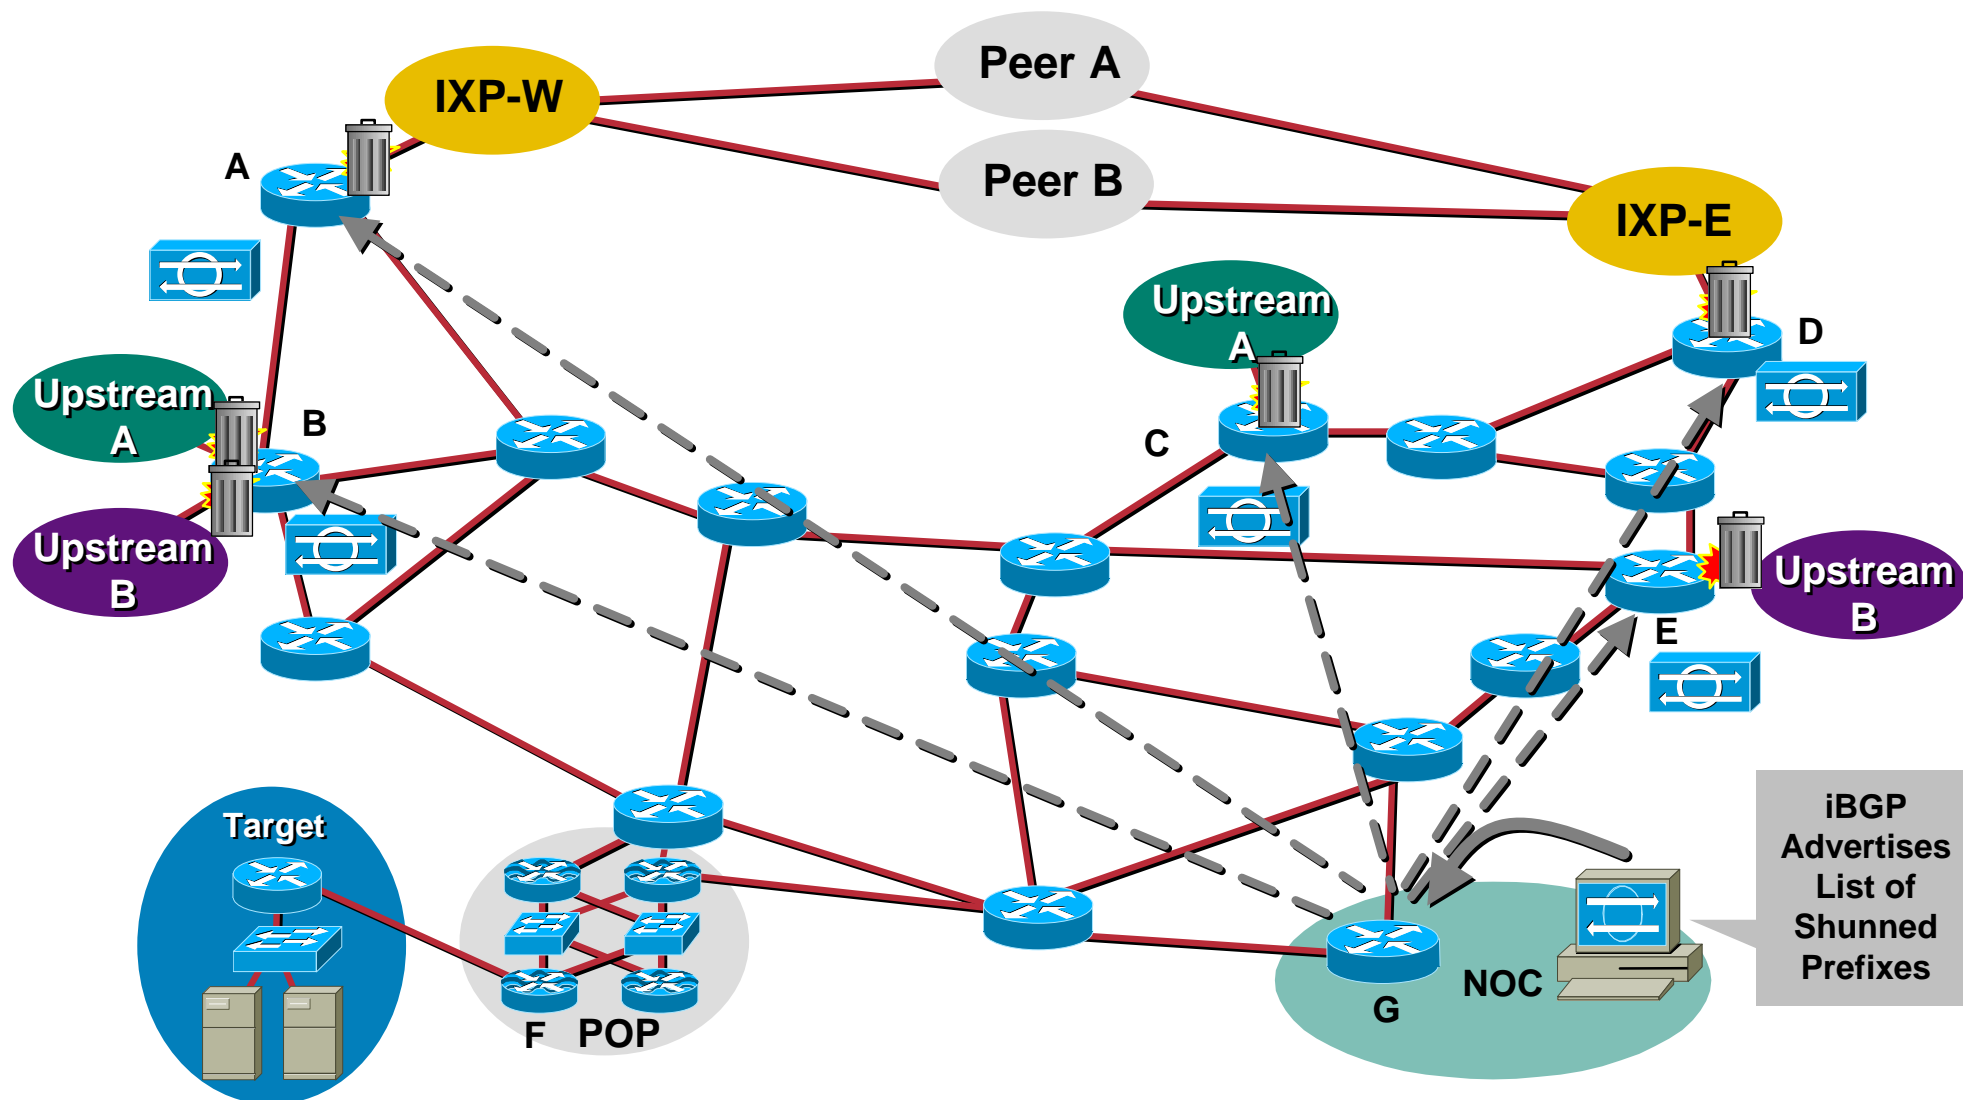 IXP-W
Peer A
Peer B
IXP-E
A
Upstream
A
D
Upstream
A
B
C
Upstream
B
Upstream
B
E
Target
iBGP
Advertises
List of
Shunned
Prefixes
NOC
G
F
POP